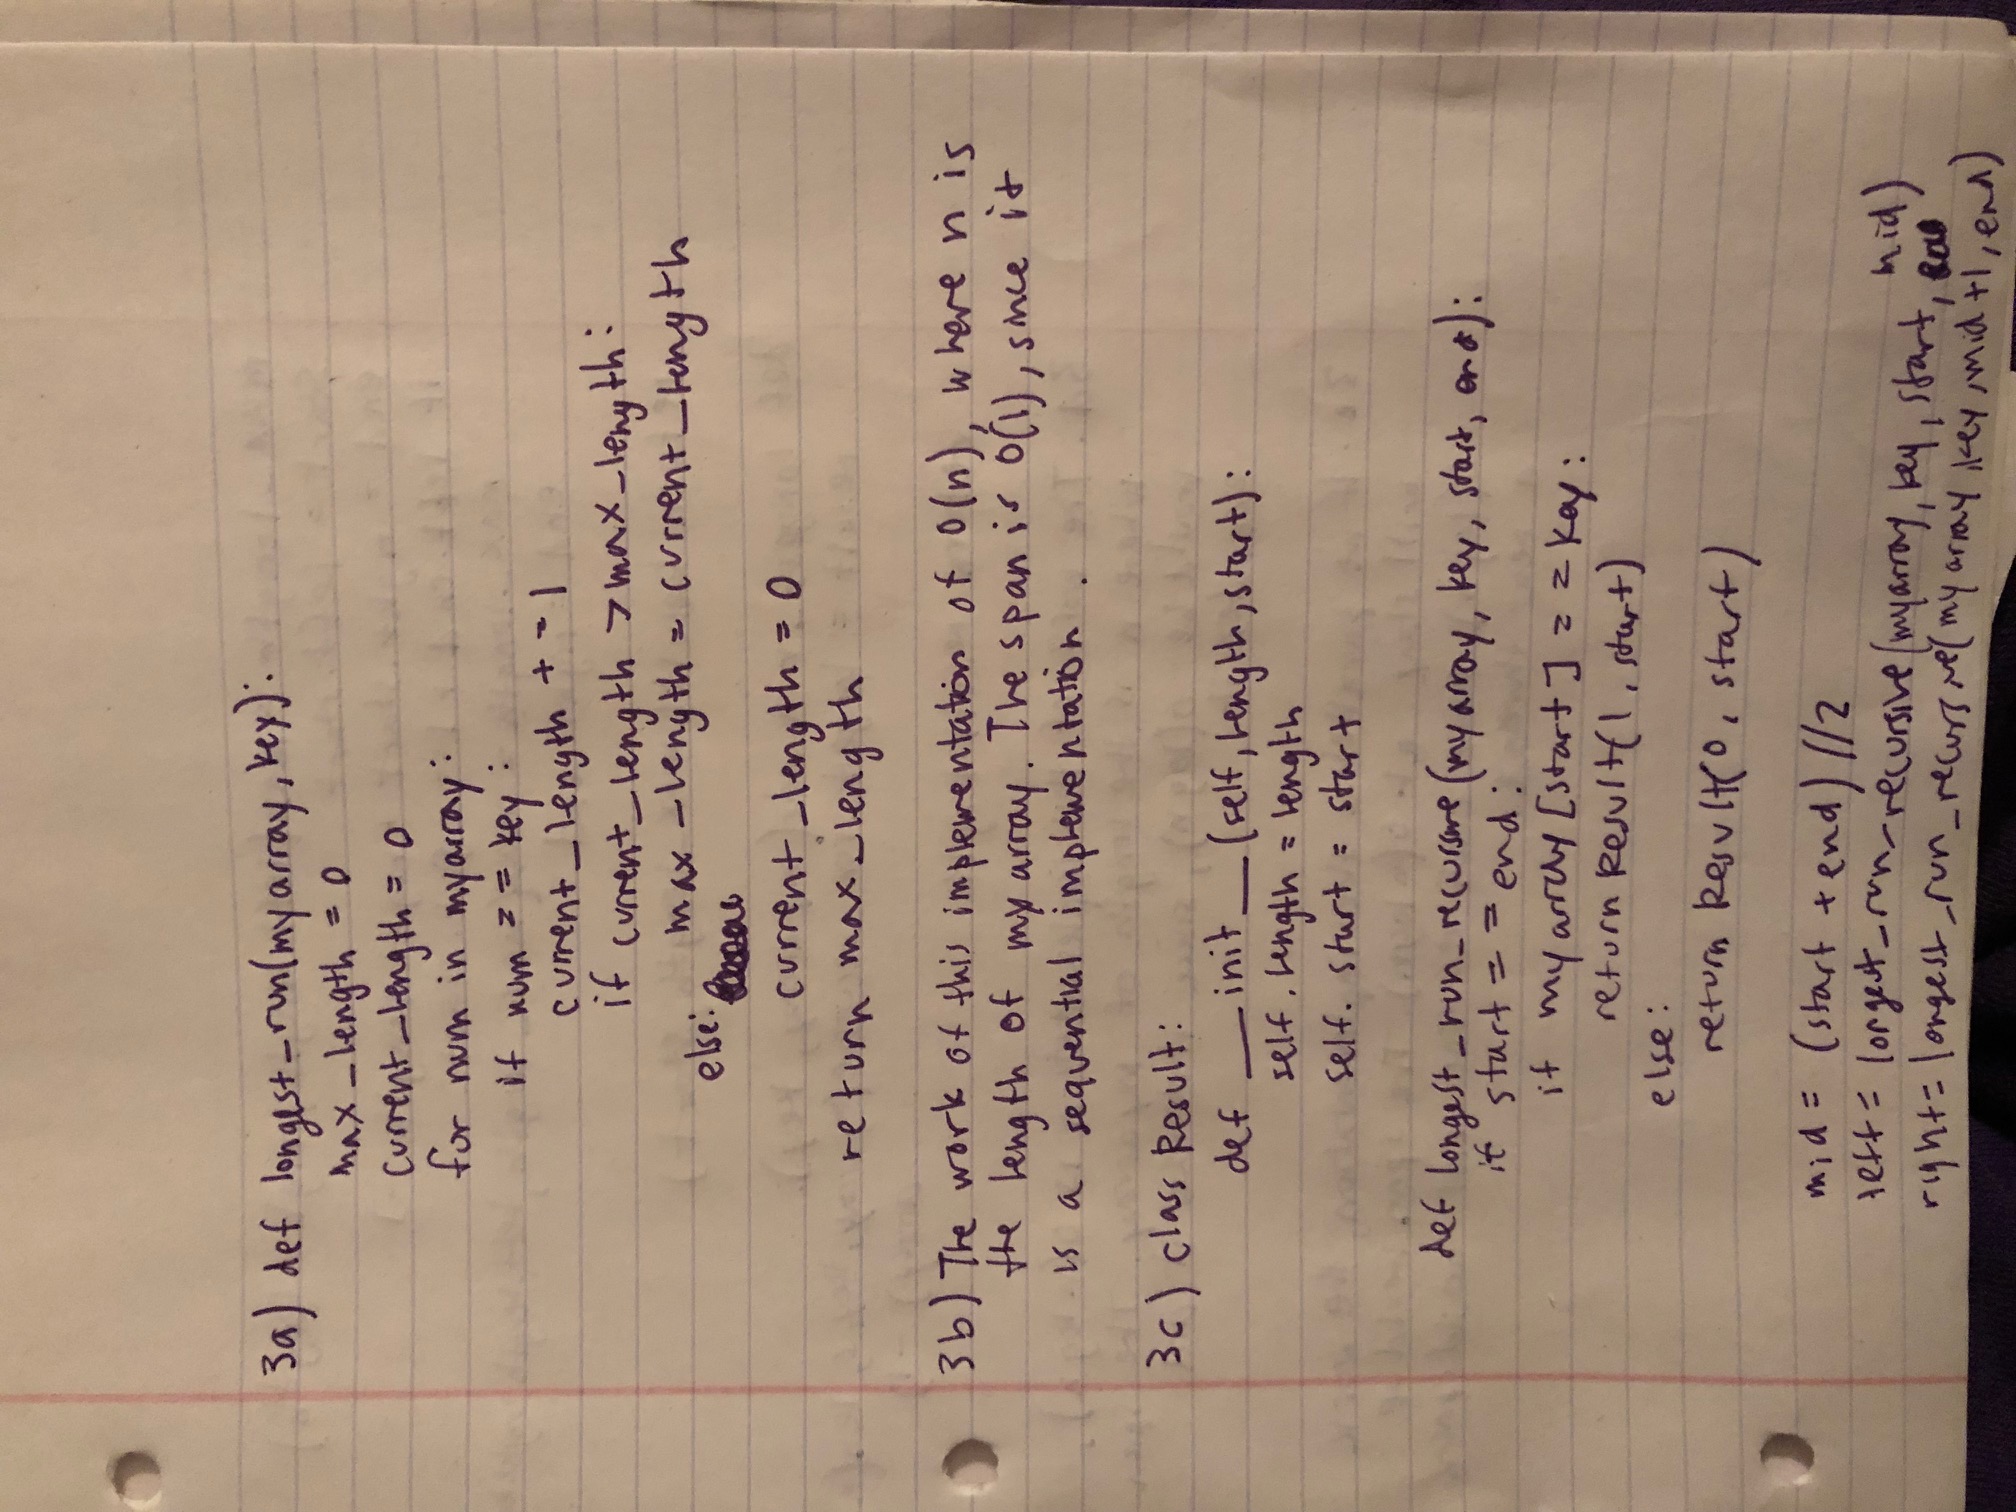 3a) def longest_run(myarray, key):
max_length = 0
current_length = 0
for num in myarray:
if num == key:
current_length += 1
if current_length > max_length:
max_length = current_length
else:
current_length = 0
return max_length
3b) The work of this implementation of O(n), where n is
the length of myarray. The span is O(1), since it
is a sequential implementation.
3c) class Result:
def __init__(self, length, start):
self.length = length
self.start = start
def longest_run_recursive(myarray, key, start, end):
if start == end:
if myarray[start] == key:
return Result(1, start)
else:
return Result(0, start)
mid = (start + end)//2
left = longest_run_recursive(myarray, key, start, mid)
right = longest_run_recursive(myarray, key, mid+1, end)